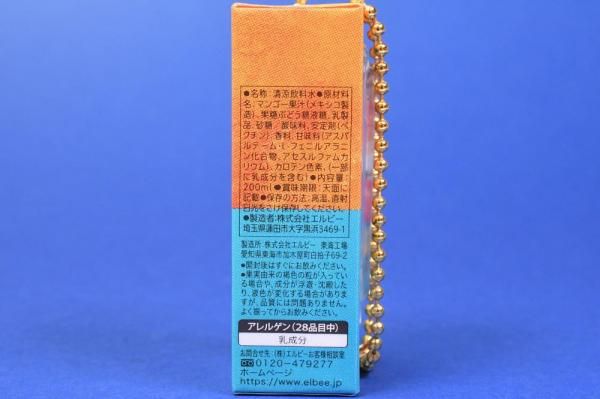 ●名称:清涼飲料水●原材料
名、マンゴー果汁(メキシコ製
造)、果糖ぶどう糖液糖、乳製
品、砂糖/酸味料、安定剤(ペ
クチン)、香料、甘味料(アスパ
ルテーム・L-フェニルアラニ
ン化合物、アセスルファムカ
リウム)、カロテン色素、(一部
に乳成分を含む)●内容量:
200ml●賞味期限:天面に
記載●保存の方法:高温、直射
日光をさけ保存してください。
●製造者:株式会社エルビー
埼玉県蓮田市大字黒浜3469-1
製造所:株式会社エルビー 東海工場
愛知県東海市加木屋町白拍子69-2
●開封後はすぐにお飲みください。
●果実由来の褐色の粒が入って
いる場合や、成分が浮遊・沈殿した
り、液色が変化する場合がありま
すが、品質には問題ありません。
よく振ってからお飲みください。
アレルゲン(28品目中)
乳成分
お問合せ先:(株)エルビーお客様相談室
0120-479277
ホームページ
https://www.elbee.jp